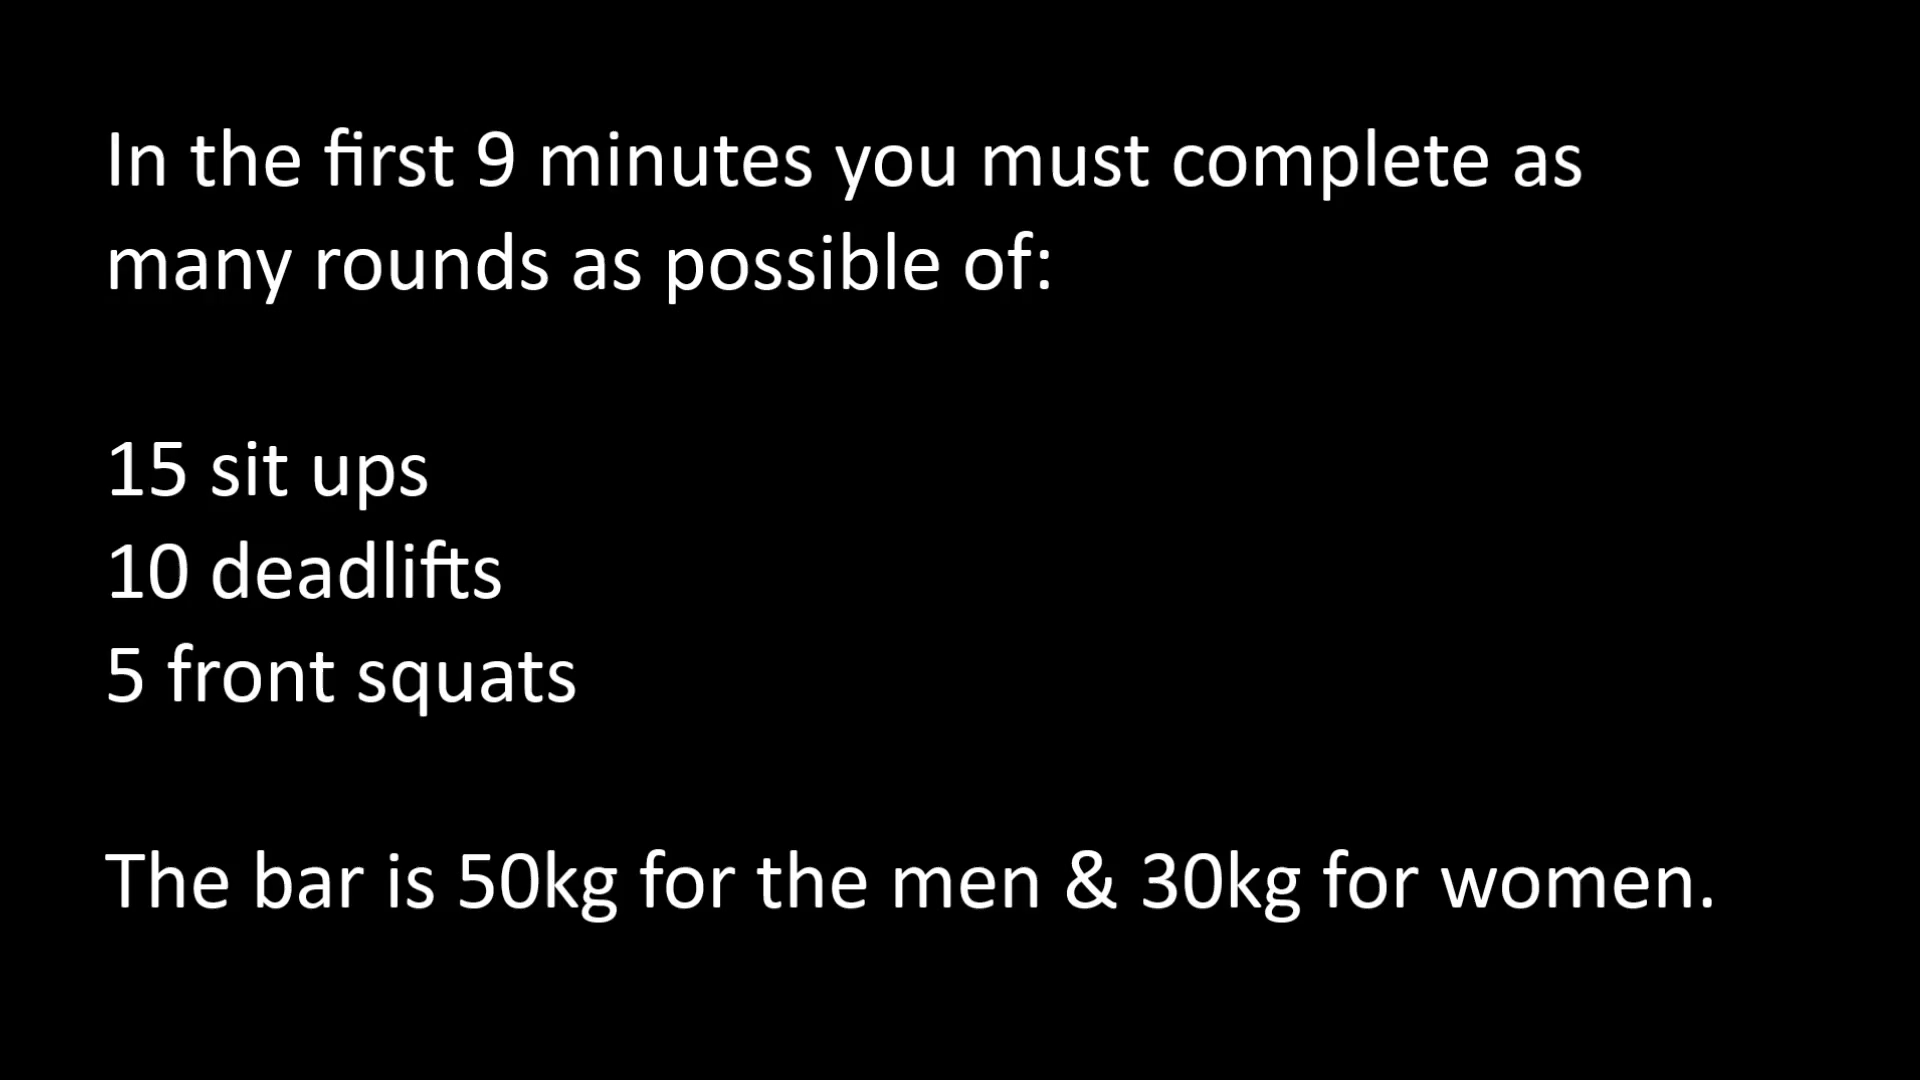 In the first 9 minutes you must complete as
many rounds as possible of:
15 sit ups
10 deadlifts
5 front squats
The bar is 50kg for the men & 30kg for women.